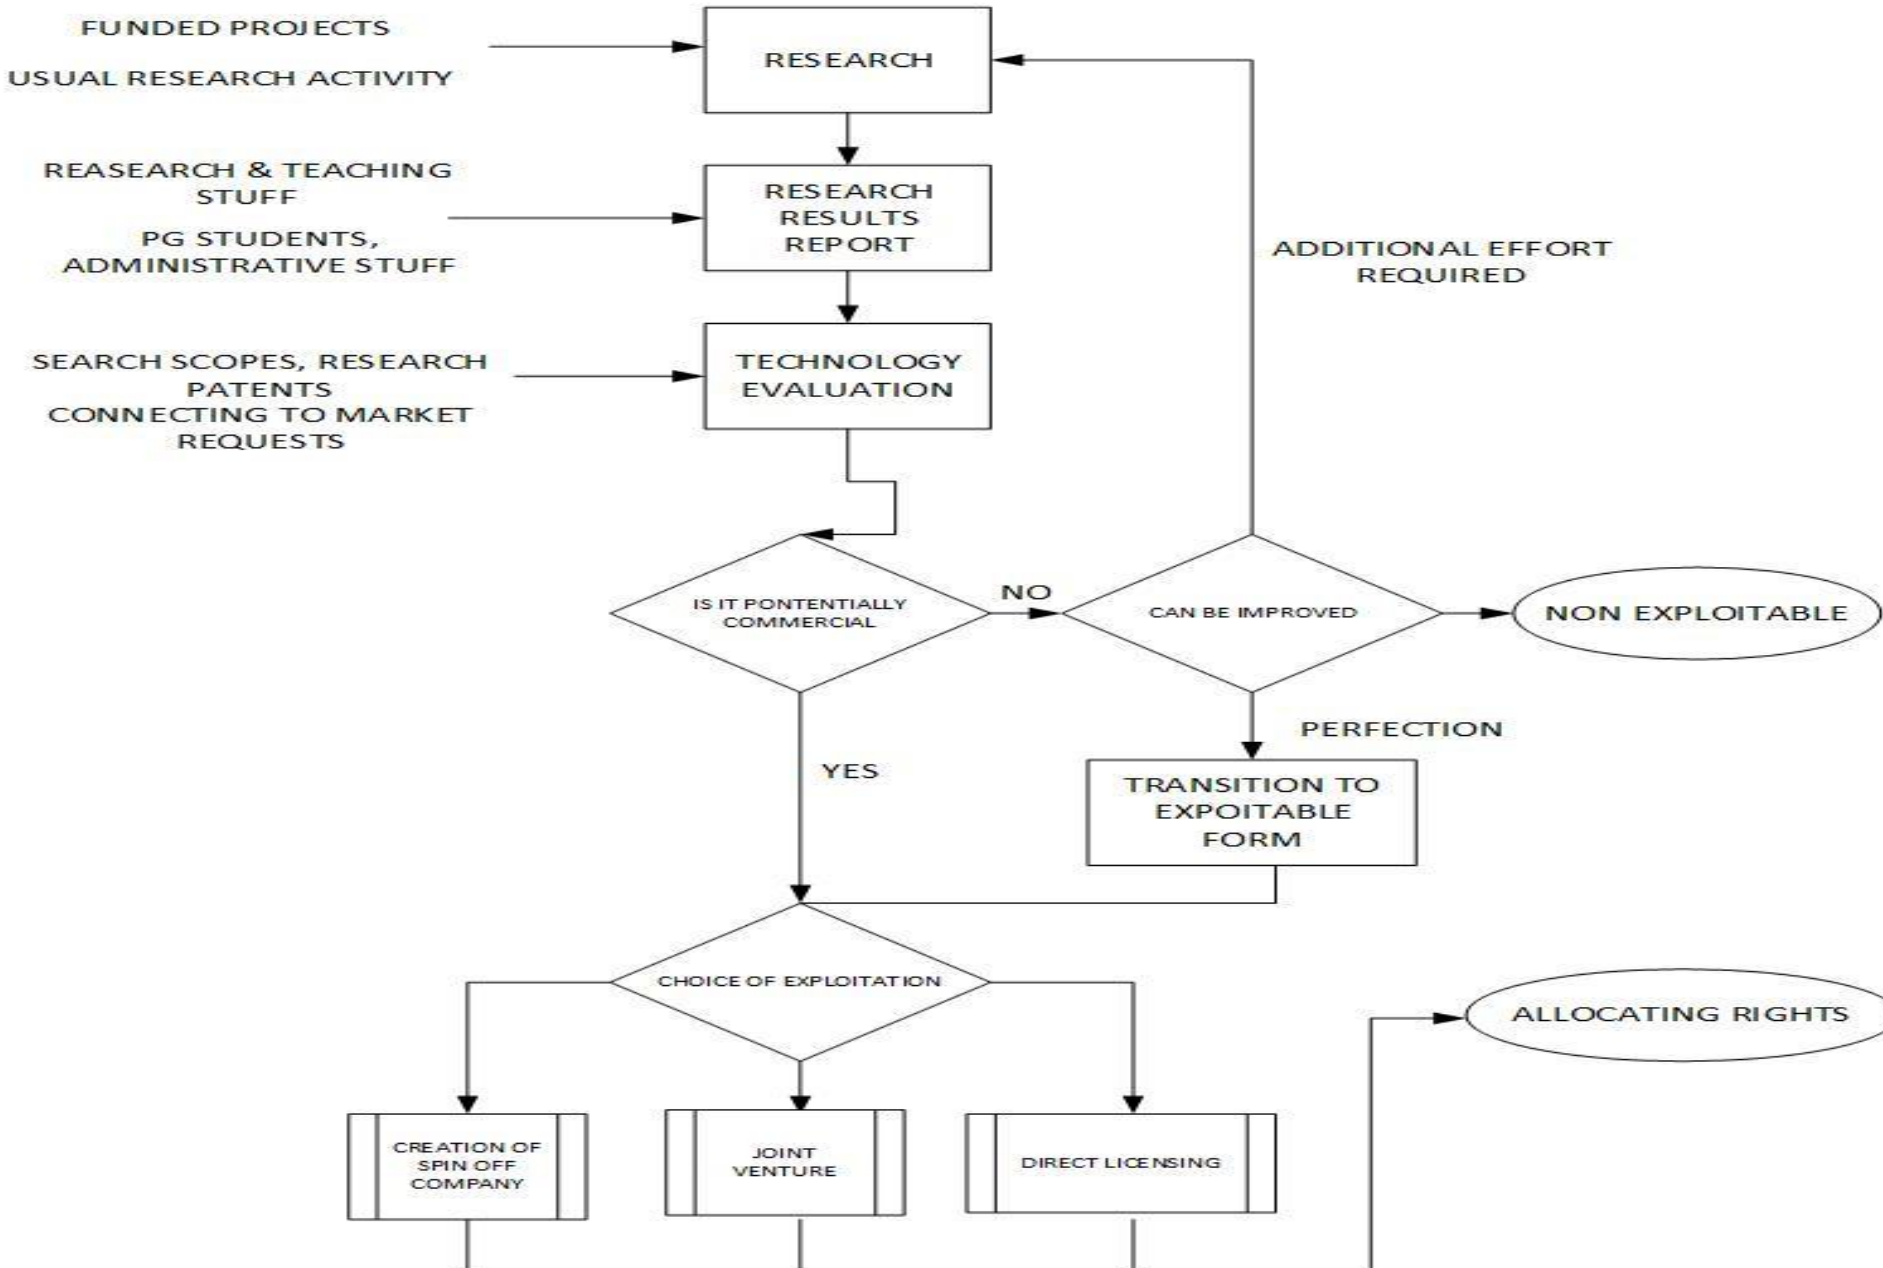 FUNDED PROJECTS
USUAL RESEARCH ACTIVITY
RESEARCH
REASEARCH & TEACHING
STUFF
PG STUDENTS,
ADMINISTRATIVE STUFF
RESEARCH
RESULTS
REPORT
ADDITIONAL EFFORT
REQUIRED
SEARCH SCOPES, RESEARCH
PATENTS
CONNECTING TO MARKET
REQUESTS
TECHNOLOGY
EVALUATION
IS IT PONTENTIALLY
COMMERCIAL
NO
CAN BE IMPROVED
NON EXPLOITABLE
YES
PERFECTION
TRANSITION TO
EXPOITABLE
FORM
CHOICE OF EXPLOITATION
ALLOCATING RIGHTS
CREATION OF
SPIN OFF
COMPANY
JOINT
VENTURE
DIRECT LICENSING